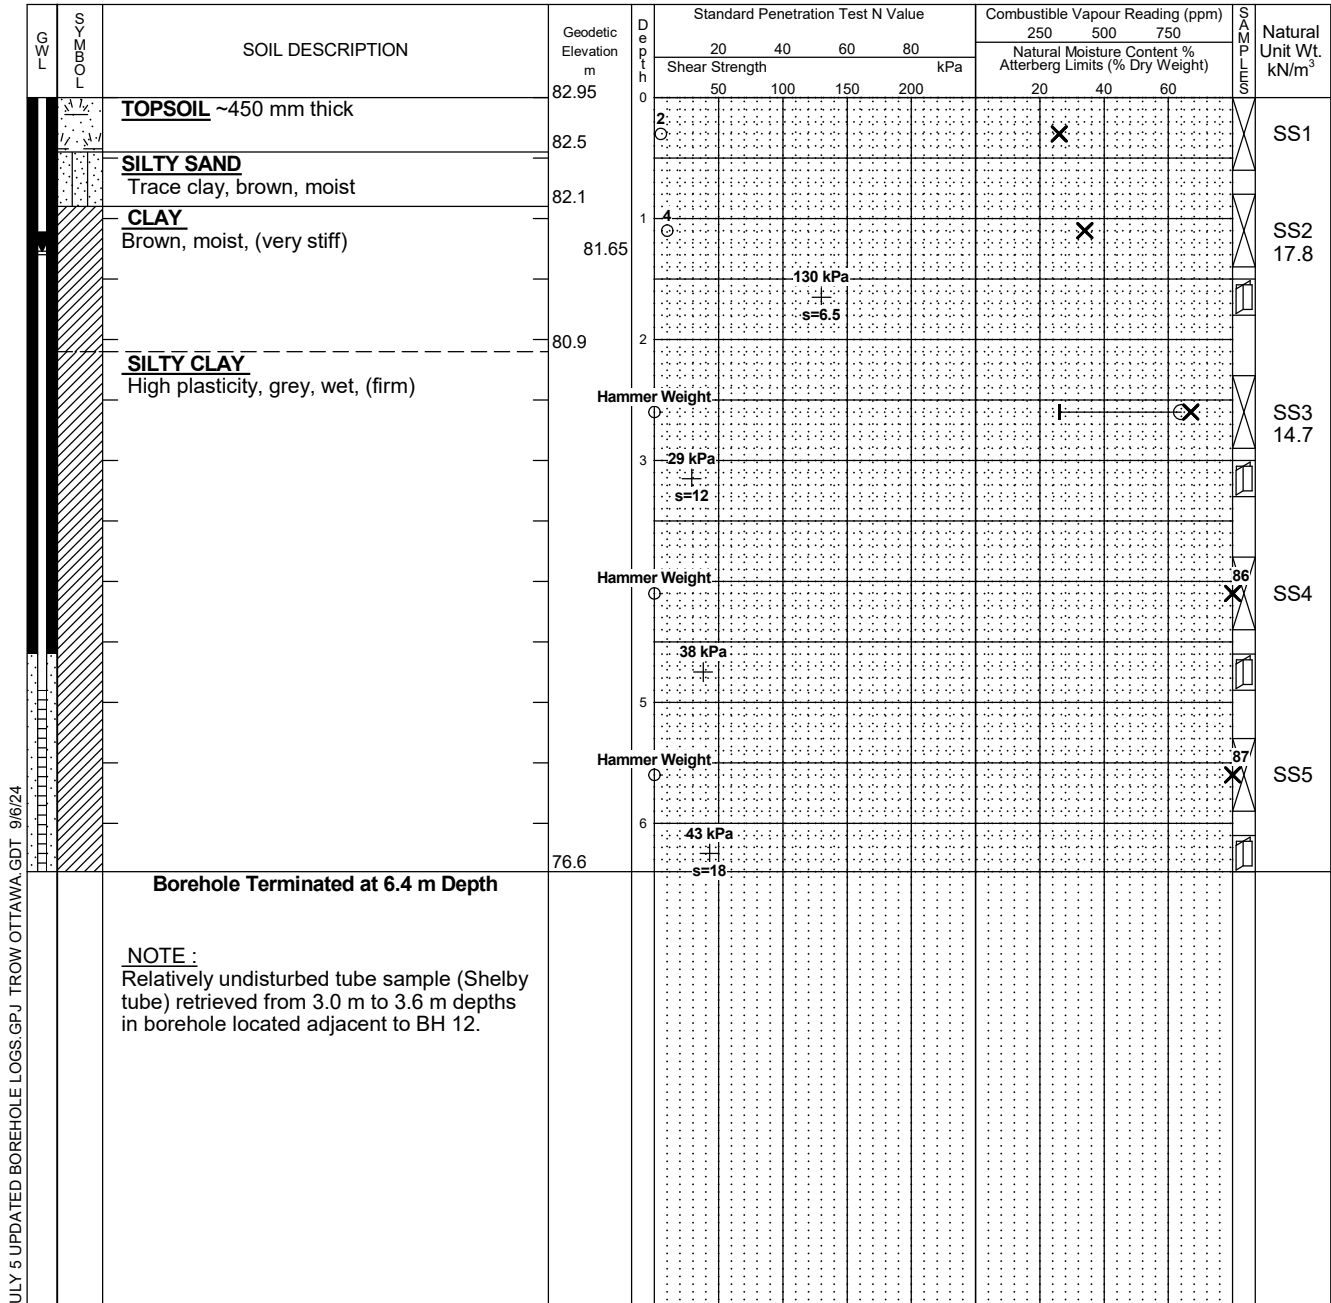 GWL
SYMBOL
SOIL DESCRIPTION
Geodetic
Elevation
m
82.95
Depth
Standard Penetration Test N Value
20 40 60 80
Shear Strength kPa
50 100 150 200
Combustible Vapour Reading (ppm)
250 500 750
Natural Moisture Content %
Atterberg Limits (% Dry Weight)
20 40 60
SAMPLES
Natural
Unit Wt.
kN/m³
0
TOPSOIL ~450 mm thick
2
SS1
82.5
SILTY SAND
Trace clay, brown, moist
82.1
CLAY
Brown, moist, (very stiff)
81.65
1
4
SS2
17.8
130 kPa
s=6.5
80.9
2
SILTY CLAY
High plasticity, grey, wet, (firm)
Hammer Weight
SS3
14.7
3
29 kPa
s=12
Hammer Weight
86
SS4
38 kPa
5
Hammer Weight
87
SS5
6
43 kPa
s=18
76.6
Borehole Terminated at 6.4 m Depth
NOTE :
Relatively undisturbed tube sample (Shelby
tube) retrieved from 3.0 m to 3.6 m depths
in borehole located adjacent to BH 12.
ULY 5 UPDATED BOREHOLE LOGS.GPJ TROW OTTAWA.GDT 9/6/24